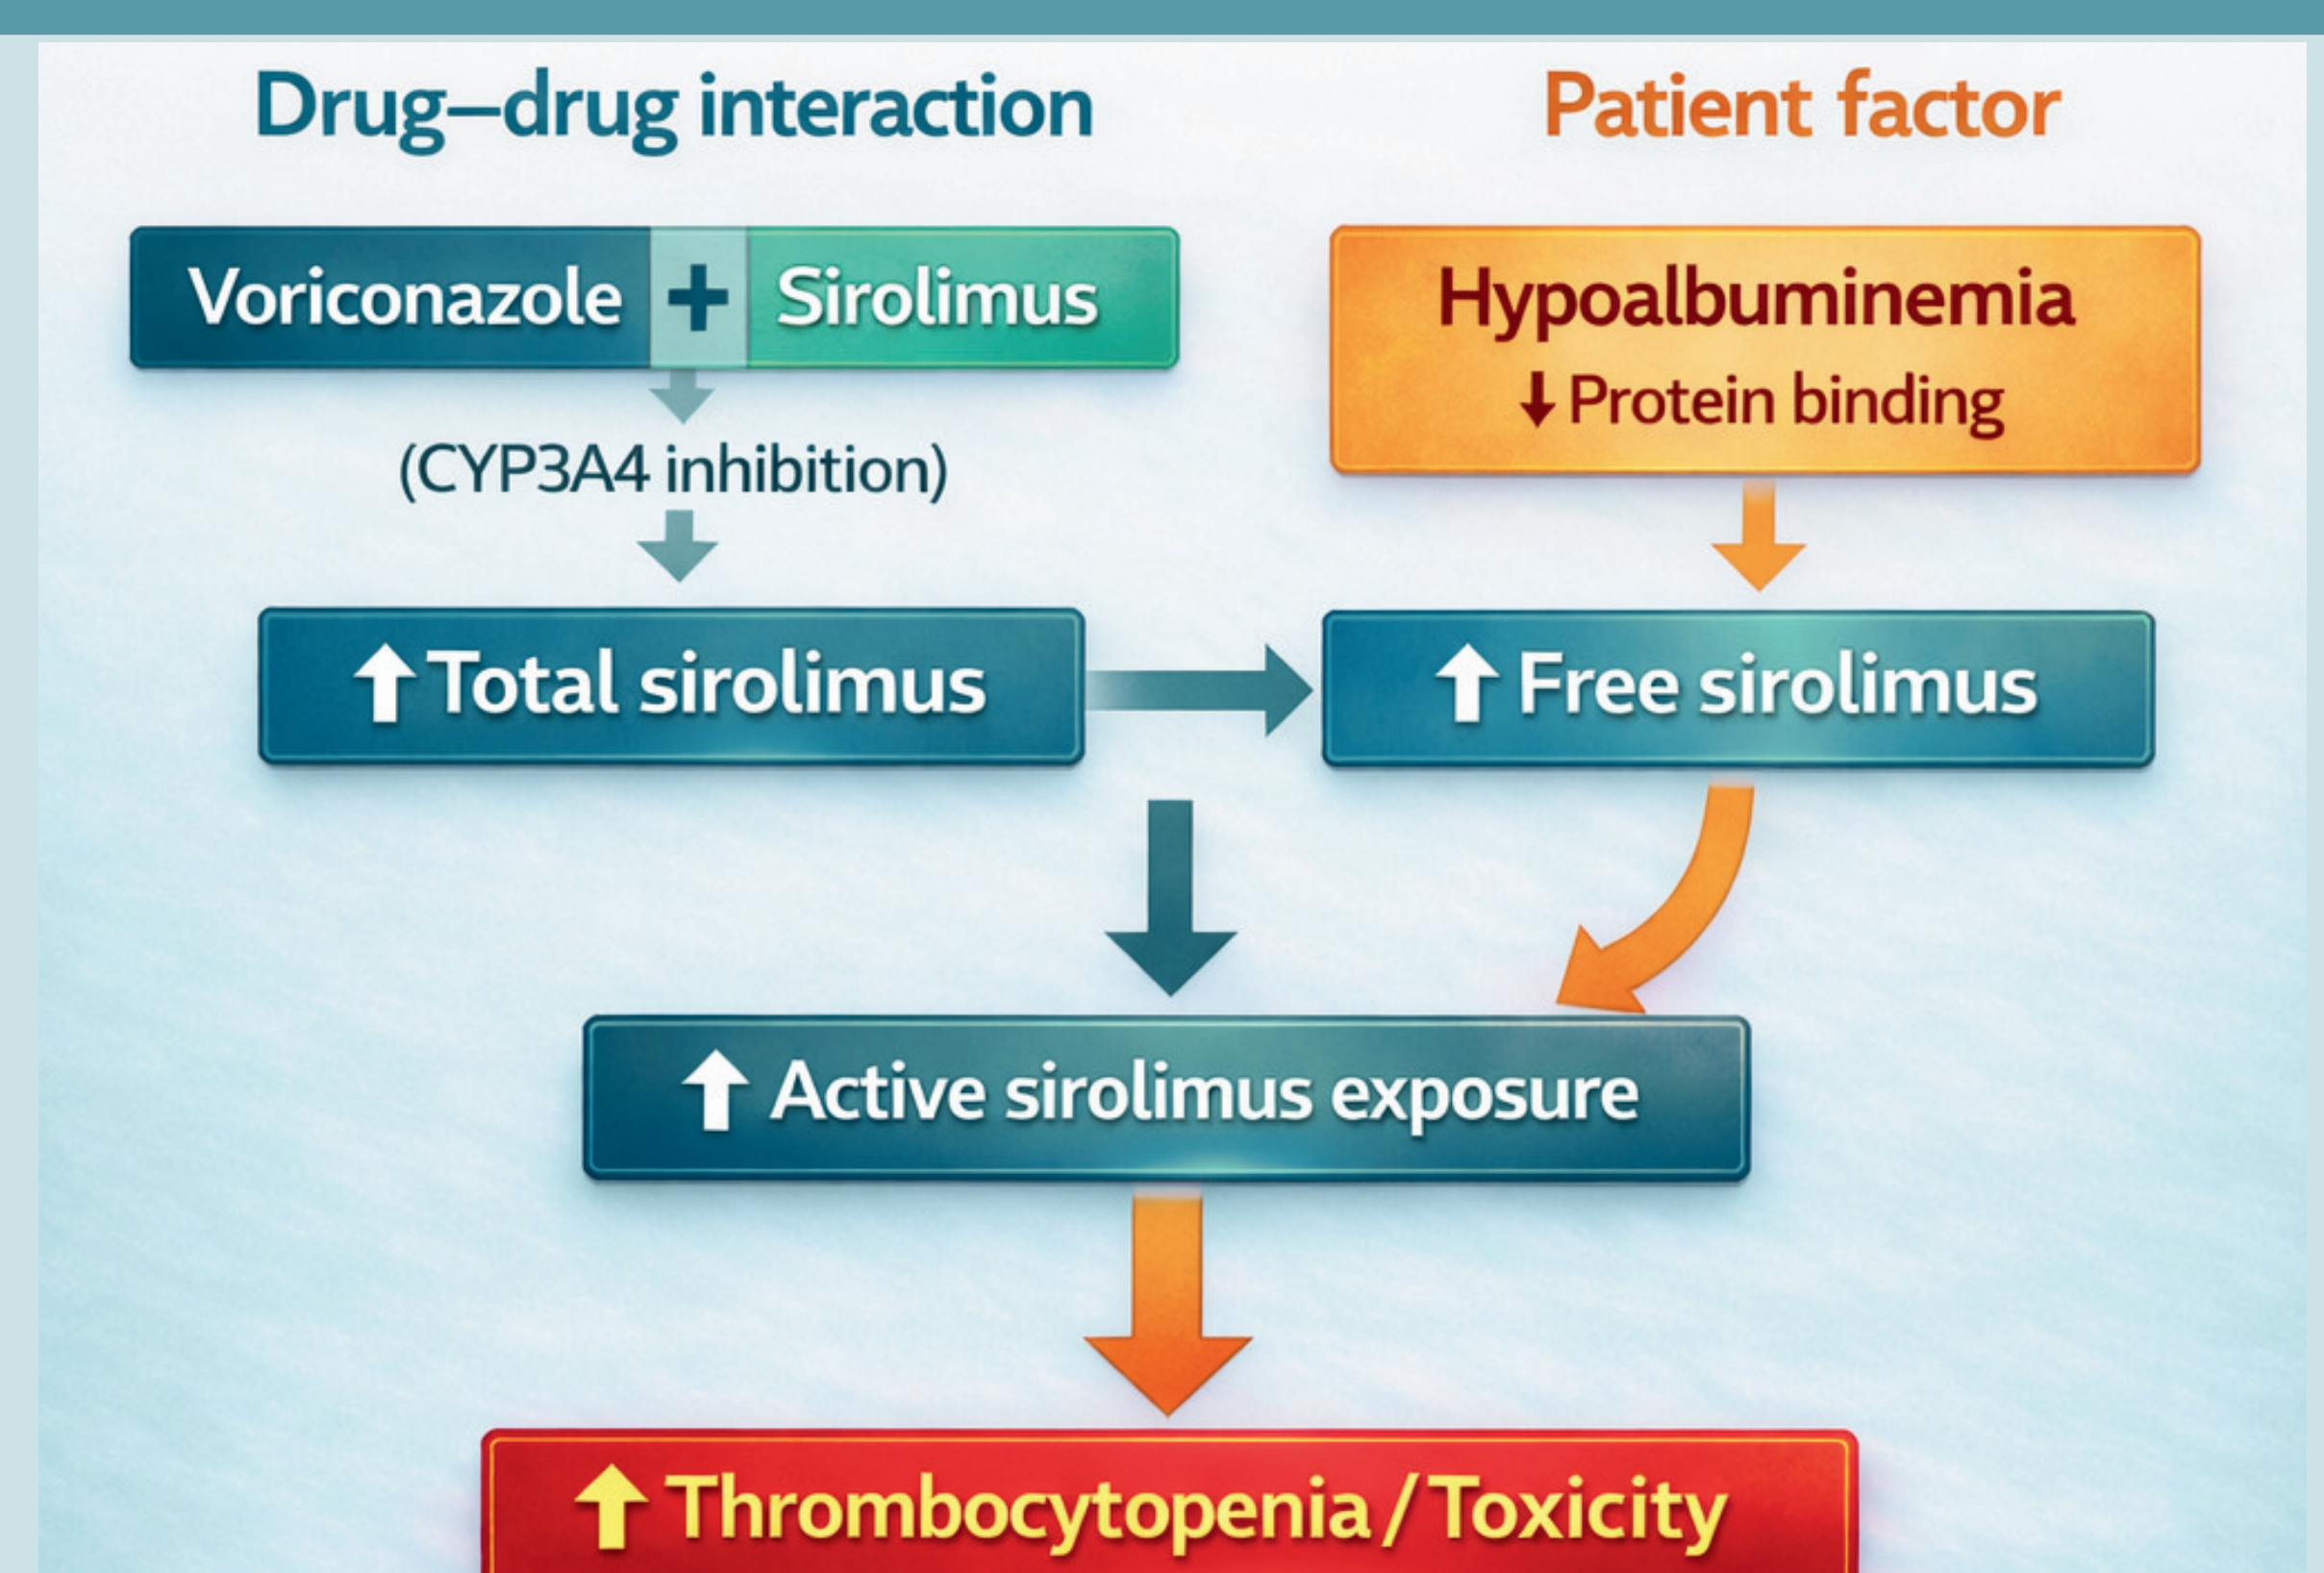 Drug–drug interaction
Patient factor
Voriconazole + Sirolimus
(CYP3A4 inhibition)
Hypoalbuminemia
↓ Protein binding
↑ Total sirolimus
↑ Free sirolimus
↑ Active sirolimus exposure
↑ Thrombocytopenia / Toxicity